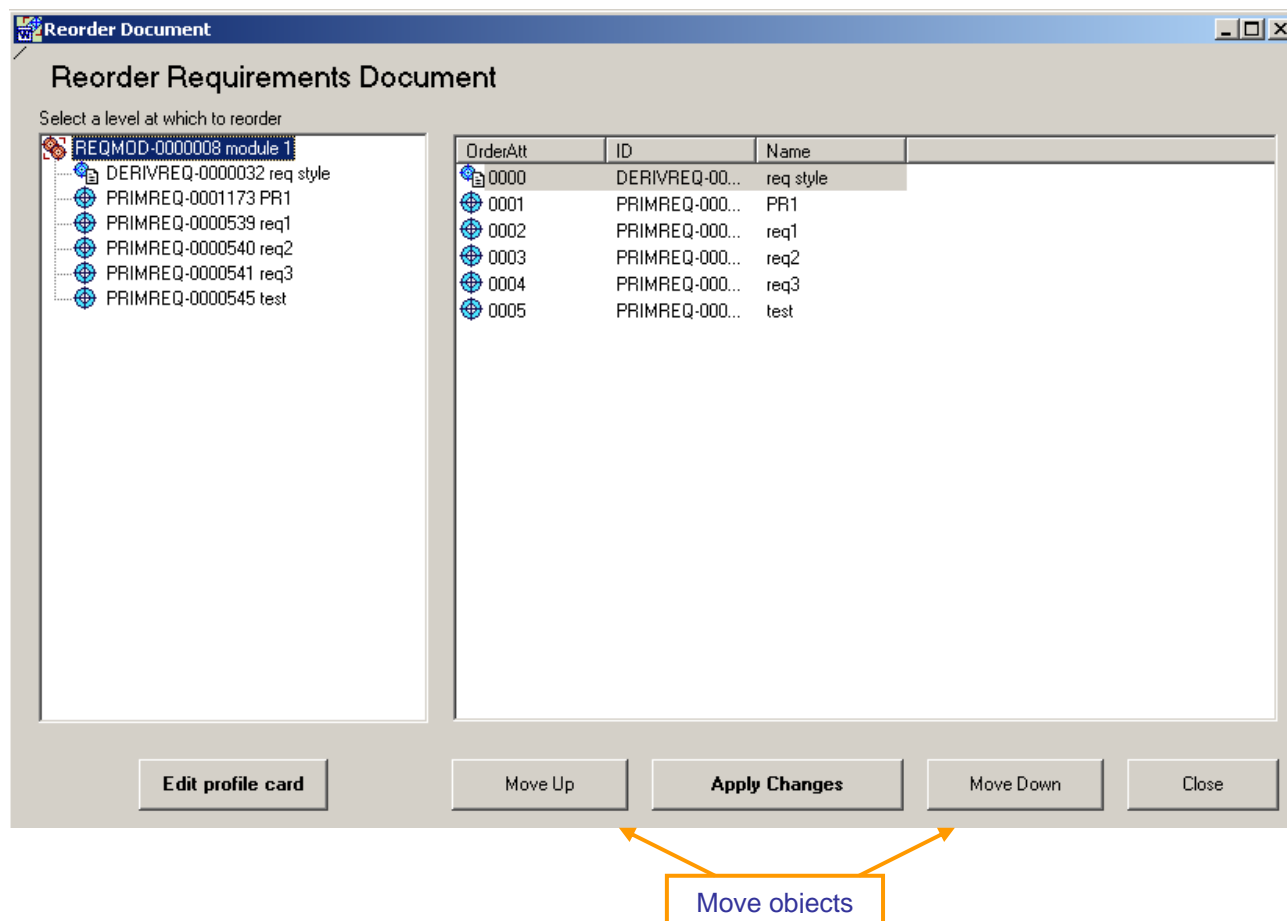 Reorder Document
Reorder Requirements Document
Select a level at which to reorder
REQMOD-0000008 module 1
DERIVREQ-0000032 req style
PRIMREQ-0001173 PR1
PRIMREQ-0000539 req1
PRIMREQ-0000540 req2
PRIMREQ-0000541 req3
PRIMREQ-0000545 test
OrderAtt ID Name
0000 DERIVREQ-00... req style
0001 PRIMREQ-000... PR1
0002 PRIMREQ-000... req1
0003 PRIMREQ-000... req2
0004 PRIMREQ-000... req3
0005 PRIMREQ-000... test
Edit profile card Move Up Apply Changes Move Down Close
Move objects